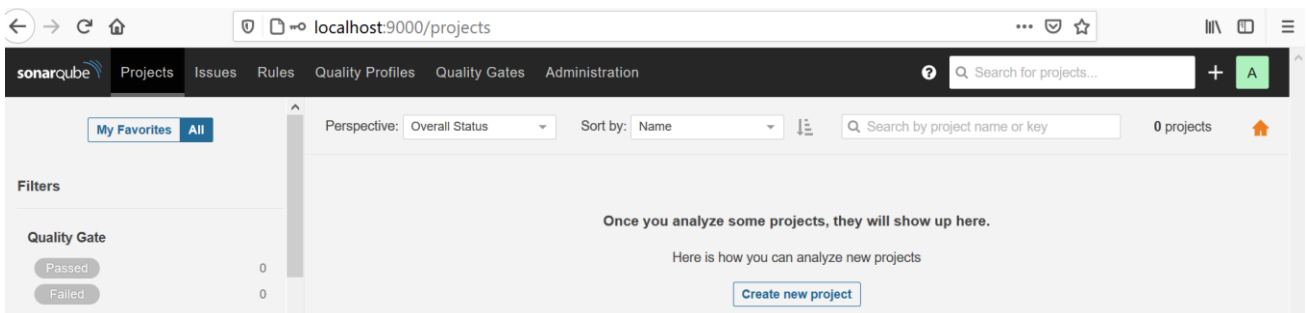 localhost:9000/projects
sonarqube Projects Issues Rules Quality Profiles Quality Gates Administration ? Search for projects... + A
My Favorites All
Perspective: Overall Status Sort by: Name Search by project name or key 0 projects
Filters
Once you analyze some projects, they will show up here.
Quality Gate
Here is how you can analyze new projects
Passed 0
Failed 0
Create new project